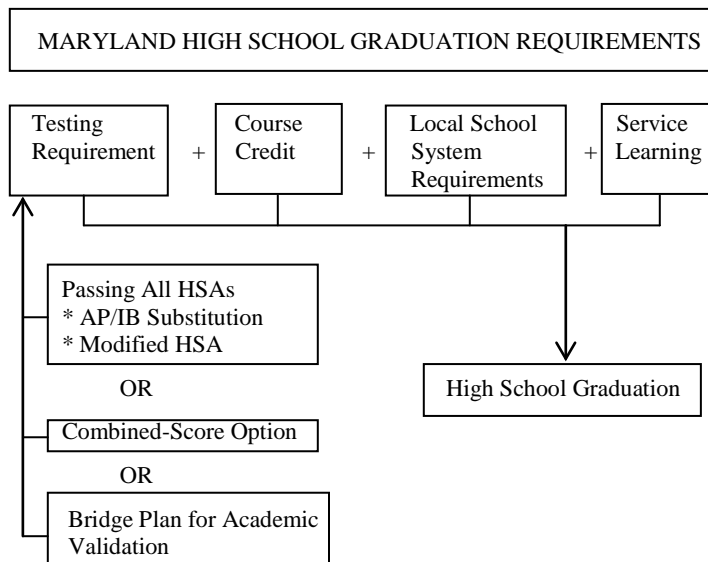 MARYLAND HIGH SCHOOL GRADUATION REQUIREMENTS
Testing Requirement + Course Credit + Local School System Requirements + Service Learning
Passing All HSAs
* AP/IB Substitution
* Modified HSA
OR
Combined-Score Option
OR
Bridge Plan for Academic
Validation
High School Graduation